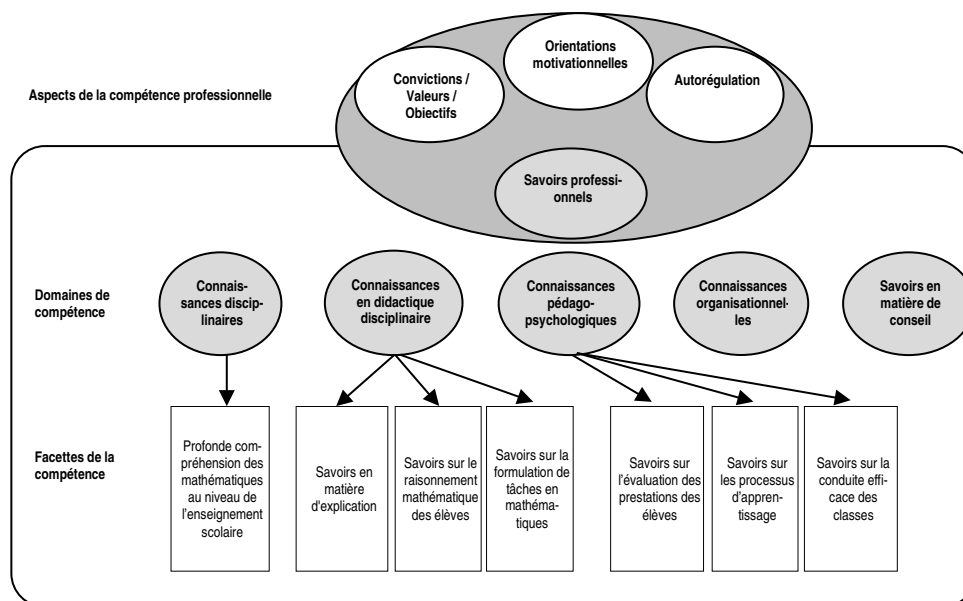 Orientations
motivationnelles
Convictions /
Valeurs /
Obiectifs
Autorégulation
Aspects de la compétence professionnelle
Savoirs professi-
onnels
Domaines de
compétence
Connais-
sances discip-
linaires
Connaissances
en didactique
disciplinaire
Connaissances
pédago-
psychologiques
Connaissances
organisationnel-
les
Savoirs en
matière de
conseil
Facettes de la
compétence
Profonde com-
préhension des
mathématiques
au niveau de
l'enseignement
scolaire
Savoirs en
matière
d'explication
Savoirs sur le
raisonnement
mathématique
des élèves
Savoirs sur la
formulation de
tâches en
mathéma-
tiques
Savoirs sur
l'évaluation des
prestations des
élèves
Savoirs sur
les processus
d'appren-
tissage
Savoirs sur la
conduite effi-
cace des
classes